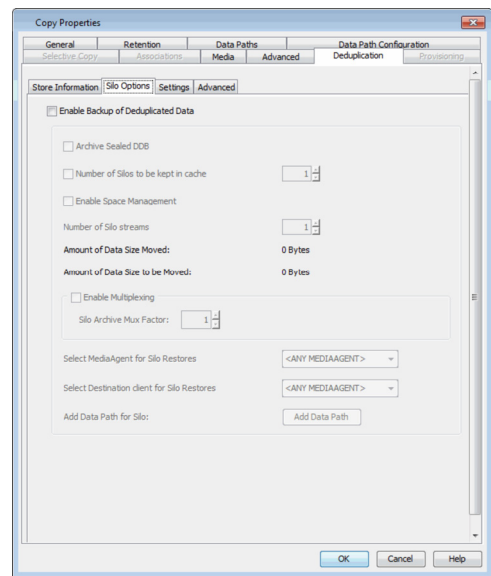 Copy Properties
General Retention Data Paths Data Path Configuration
Selective Copy Associations Media Advanced Deduplication Provisioning
Store Information Silo Options Settings Advanced
Enable Backup of Deduplicated Data
Archive Sealed DDB
Number of Silos to be kept in cache 1
Enable Space Management
Number of Silo streams 1
Amount of Data Size Moved: 0 Bytes
Amount of Data Size to be Moved: 0 Bytes
Enable Multiplexing
Silo Archive Mux Factor: 1
Select MediaAgent for Silo Restores <ANY MEDIAAGENT>
Select Destination client for Silo Restores <ANY MEDIAAGENT>
Add Data Path for Silo: Add Data Path
OK Cancel Help